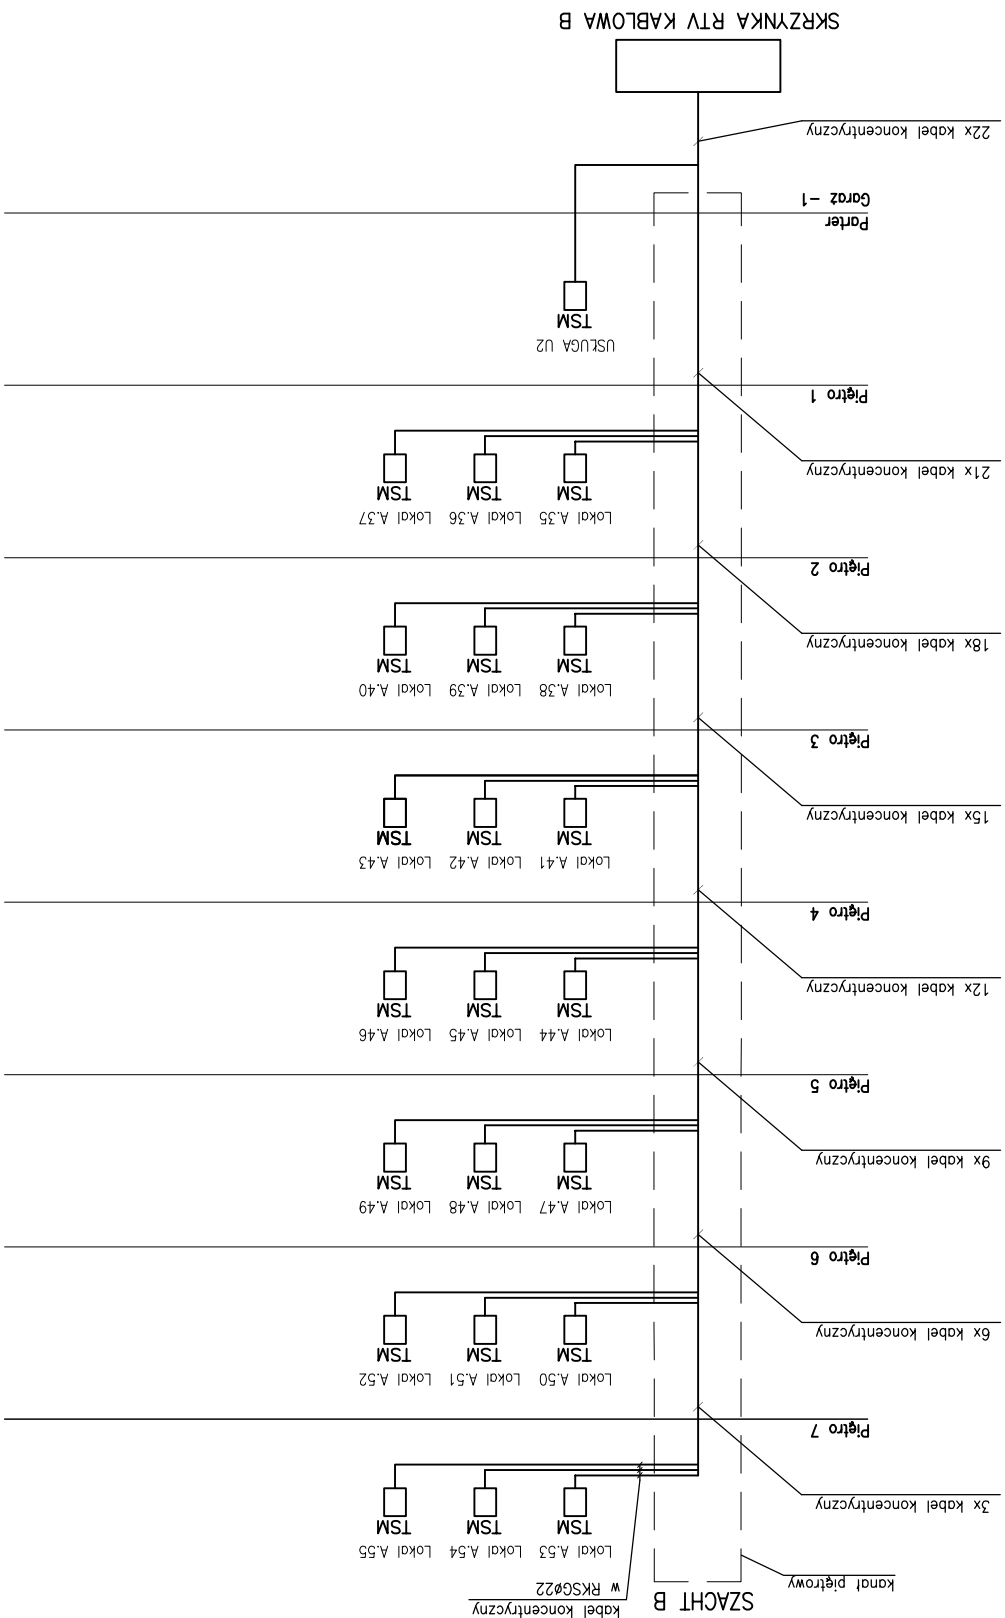 kabel koncentryczny
w RKSGø22
SZACHT B
kanał piętrowy
Lokal A.53 Lokal A.54 Lokal A.55
TSM TSM TSM
3x kabel koncentryczny
Piętro 7
Lokal A.50 Lokal A.51 Lokal A.52
TSM TSM TSM
6x kabel koncentryczny
Piętro 6
Lokal A.47 Lokal A.48 Lokal A.49
TSM TSM TSM
9x kabel koncentryczny
Piętro 5
Lokal A.44 Lokal A.45 Lokal A.46
TSM TSM TSM
12x kabel koncentryczny
Piętro 4
Lokal A.41 Lokal A.42 Lokal A.43
TSM TSM TSM
15x kabel koncentryczny
Piętro 3
Lokal A.38 Lokal A.39 Lokal A.40
TSM TSM TSM
18x kabel koncentryczny
Piętro 2
Lokal A.35 Lokal A.36 Lokal A.37
TSM TSM TSM
21x kabel koncentryczny
Piętro 1
USŁUGA U2
TSM
Parter
Garaż -1
22x kabel koncentryczny
SKRZYNKA RTV KABLOWA B